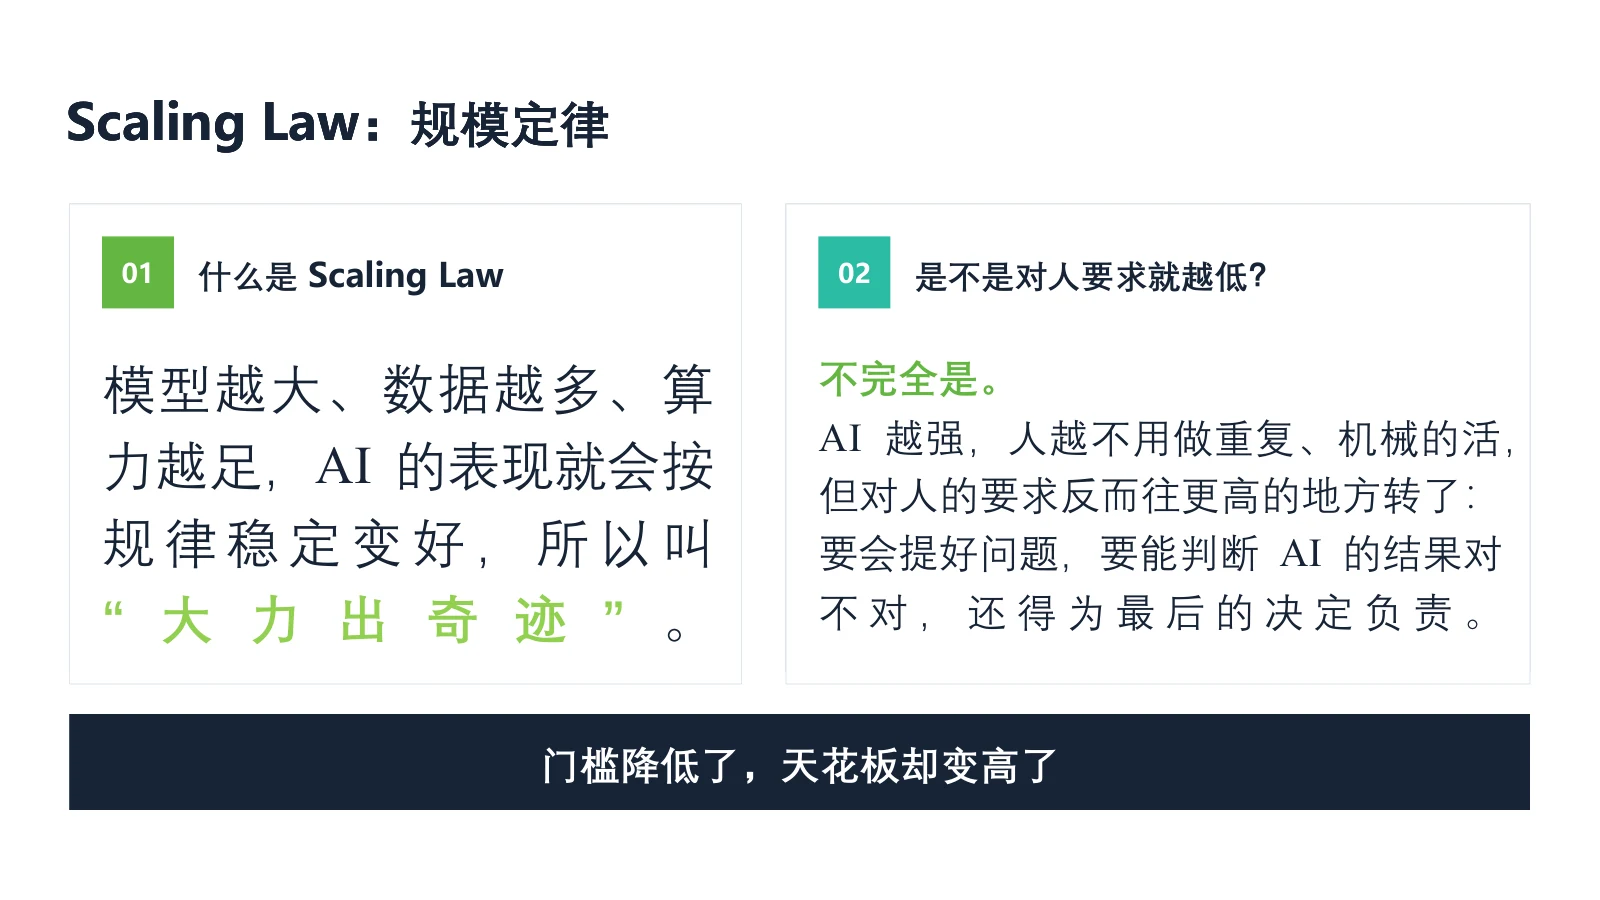 Scaling Law：规模定律
01
什么是 Scaling Law
模型越大、数据越多、算
力越足，AI 的表现就会按
规律稳定变好，所以叫
“大力出奇迹”。
02
是不是对人要求就越低？
不完全是。
AI 越强，人越不用做重复、机械的活，
但对人的要求反而往更高的地方转了：
要会提好问题，要能判断 AI 的结果对
不对，还得为最后的决定负责。
门槛降低了，天花板却变高了